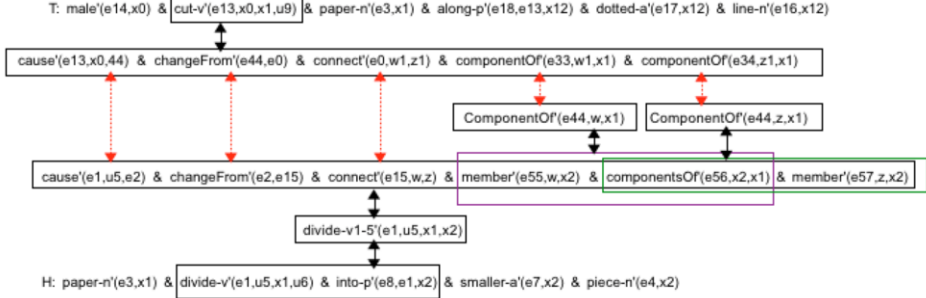 T: male'(e14,x0) & cut-v'(e13,x0,x1,u9) & paper-n'(e3,x1) & along-p'(e18,e13,x12) & dotted-a'(e17,x12) & line-n'(e16,x12)
cause'(e13,x0,44) & changeFrom'(e44,e0) & connect'(e0,w1,z1) & componentOf'(e33,w1,x1) & componentOf'(e34,z1,x1)
ComponentOf'(e44,w,x1) ComponentOf'(e44,z,x1)
cause'(e1,u5,e2) & changeFrom'(e2,e15) & connect'(e15,w,z) & member'(e55,w,x2) & componentsOf'(e56,x2,x1) & member'(e57,z,x2)
divide-v1-5'(e1,u5,x1,x2)
H: paper-n'(e3,x1) & divide-v'(e1,u5,x1,u6) & into-p'(e8,e1,x2) & smaller-a'(e7,x2) & piece-n'(e4,x2)